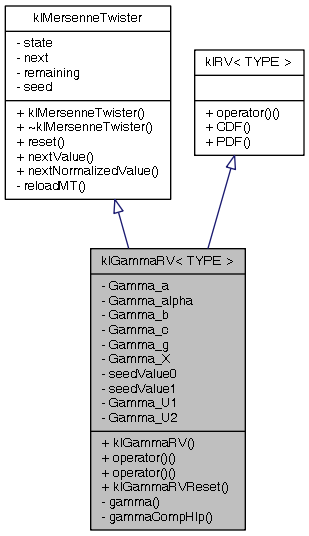 klMersenneTwister
- state
- next
- remaining
- seed
+ klMersenneTwister()
+ ~klMersenneTwister()
+ reset()
+ nextValue()
+ nextNormalizedValue()
- reloadMT()
klRV< TYPE >
+ operator()()
+ CDF()
+ PDF()
klGammaRV< TYPE >
- Gamma_a
- Gamma_alpha
- Gamma_b
- Gamma_c
- Gamma_g
- Gamma_X
- seedValue0
- seedValue1
- Gamma_U1
- Gamma_U2
+ klGammaRV()
+ operator()()
+ operator()()
+ klGammaRVReset()
- gamma()
- gammaCompHlp()